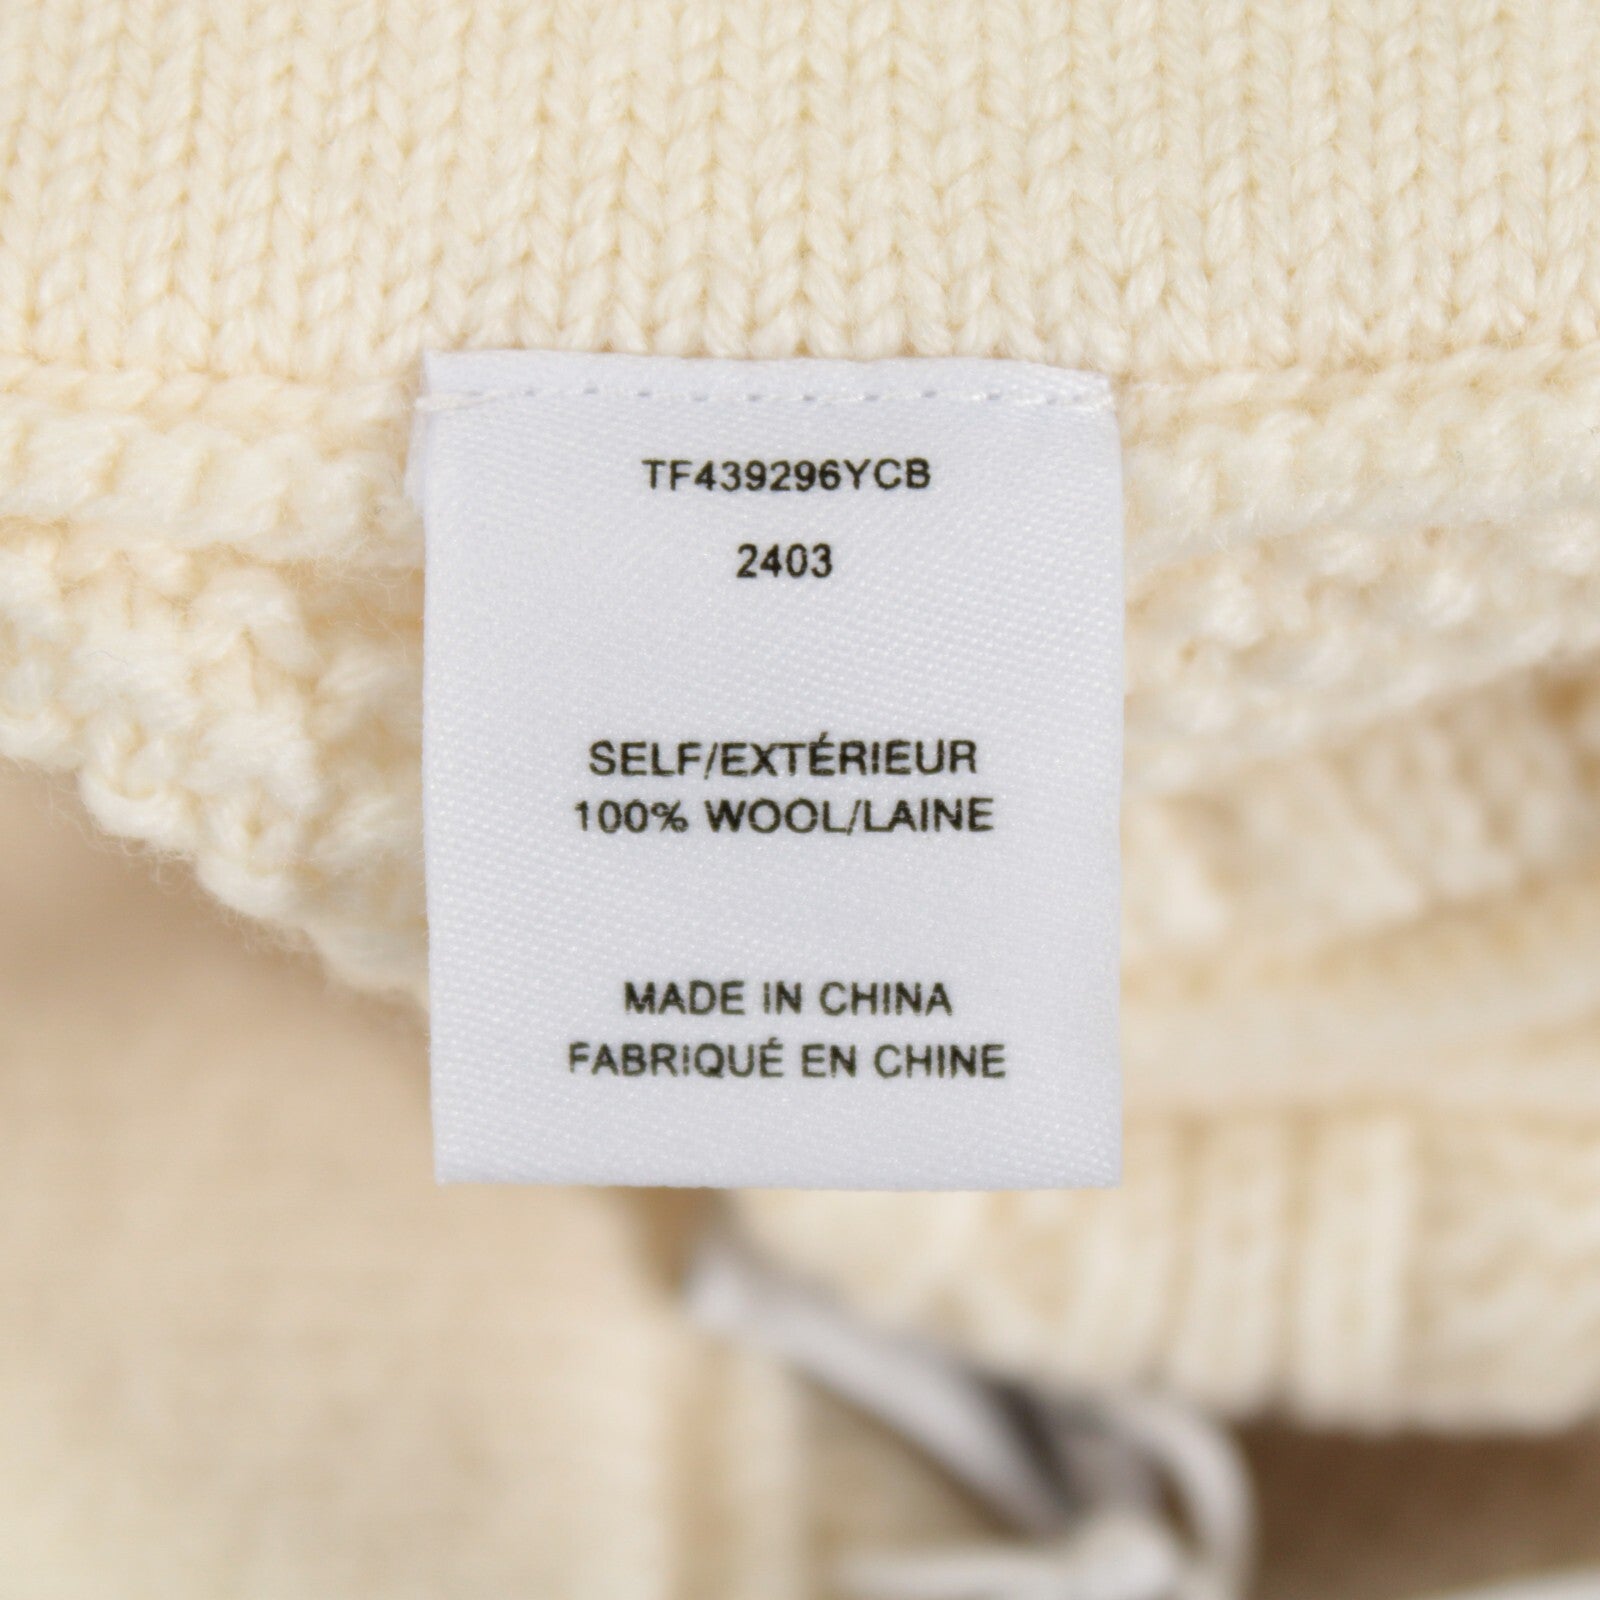 TF439296YCB
2403
SELF/EXTÉRIEUR
100% WOOL/LAINE
MADE IN CHINA
FABRIQUÉ EN CHINE